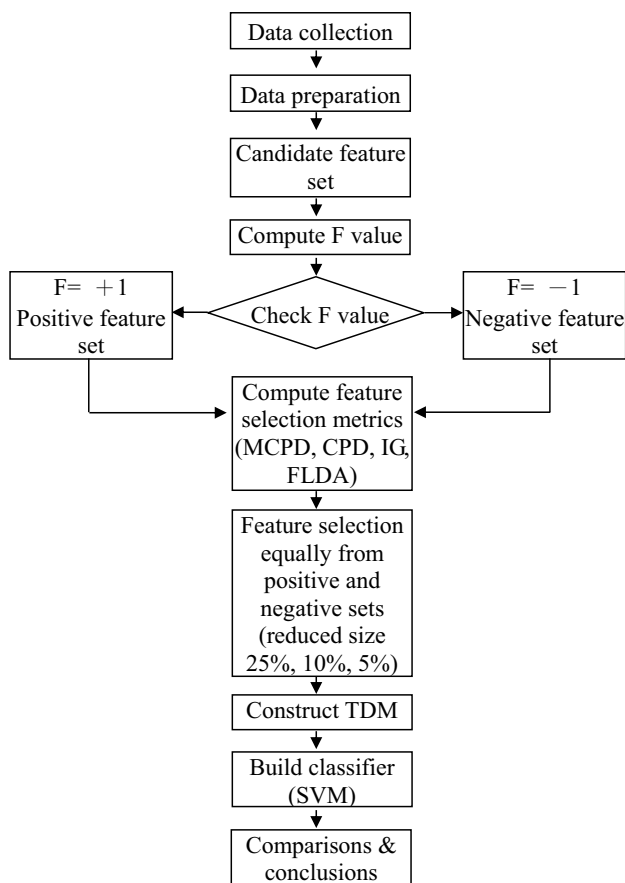 Data collection
Data preparation
Candidate feature
set
Compute F value
F= +1
Positive feature
set
Check F value
F= −1
Negative feature
set
Compute feature
selection metrics
(MCPD, CPD, IG,
FLDA)
Feature selection
equally from
positive and
negative sets
(reduced size
25%, 10%, 5%)
Construct TDM
Build classifier
(SVM)
Comparisons &
conclusions